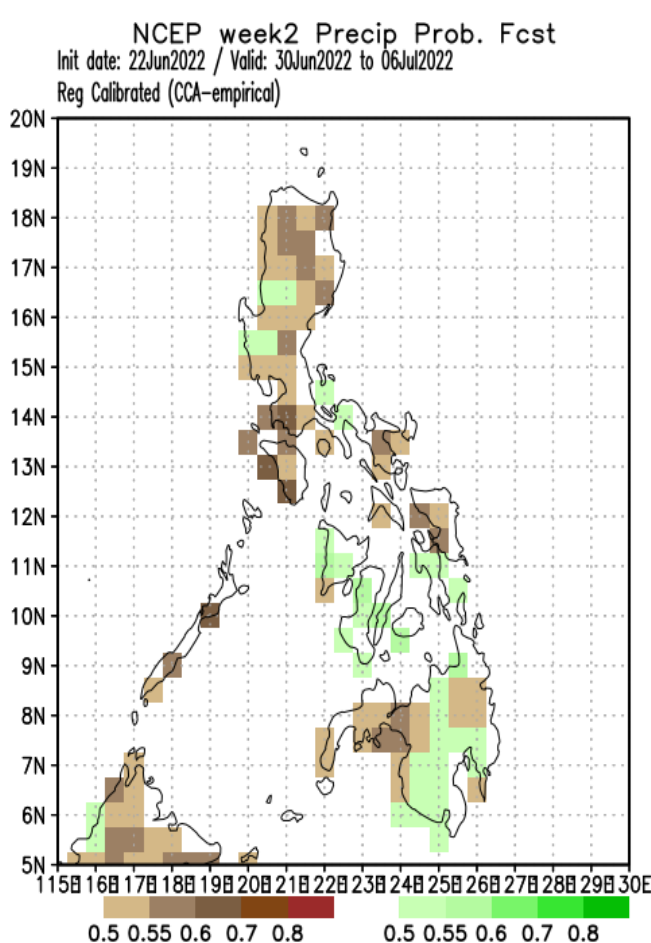 NCEP week2 Precip Prob. Fcst
Init date: 22Jun2022 / Valid: 30Jun2022 to 06Jul2022
Reg Calibrated (CCA-empirical)
20N
19N
18N
17N
16N
15N
14N
13N
12N
11N
10N
9N
8N
7N
6N
5N
115E 116E 117E 118E 119E 120E 121E 122E 123E 124E 125E 126E 127E 128E 129E 130E
0.5 0.55 0.6 0.7 0.8 0.5 0.55 0.6 0.7 0.8